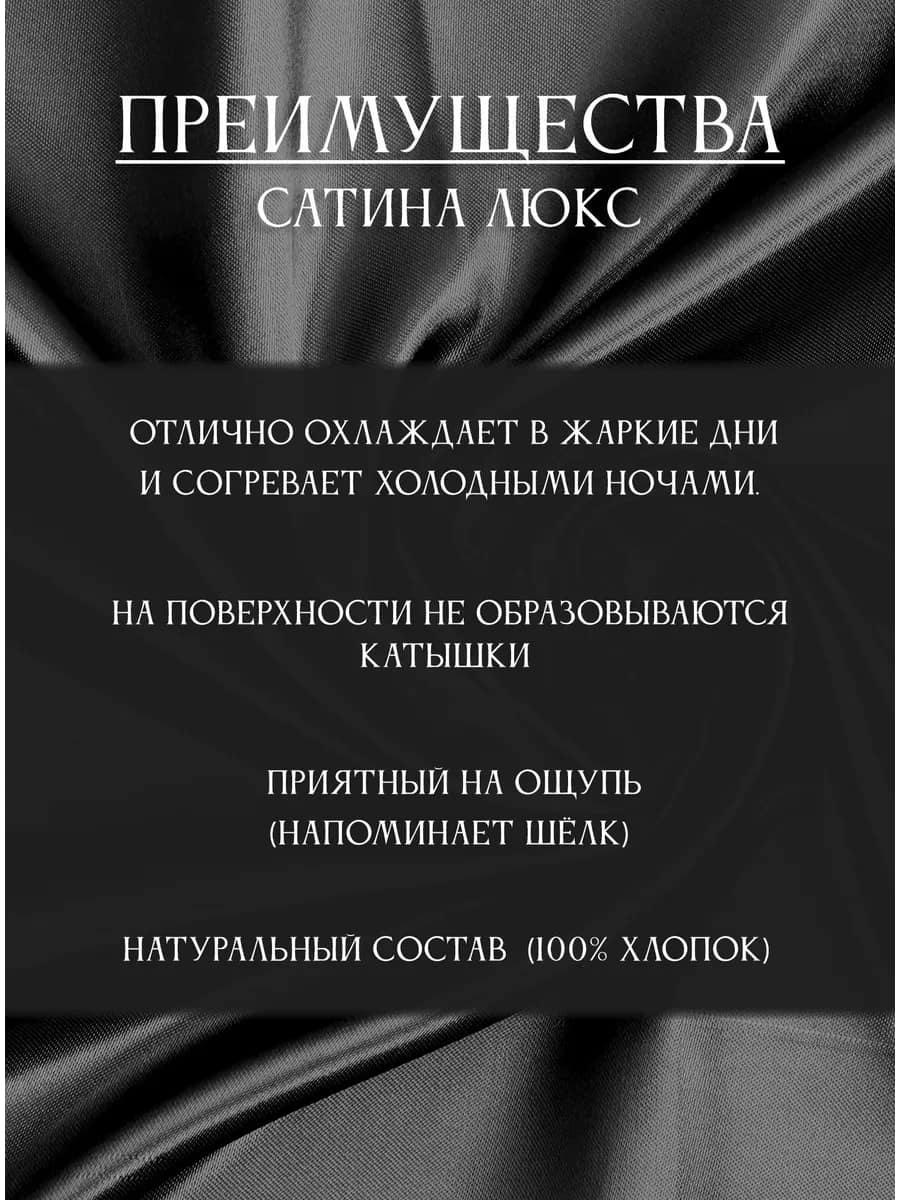 ПРЕИМУЩЕСТВА
САТИНА ЛЮКС
ОТЛИЧНО ОХЛАЖДАЕТ В ЖАРКИЕ ДНИ
И СОГРЕВАЕТ ХОЛОДНЫМИ НОЧАМИ.
НА ПОВЕРХНОСТИ НЕ ОБРАЗОВЫВАЮТСЯ
КАТЫШКИ
ПРИЯТНЫЙ НА ОЩУПЬ
(НАПОМИНАЕТ ШЁЛК)
НАТУРАЛЬНЫЙ СОСТАВ (100% ХЛОПОК)